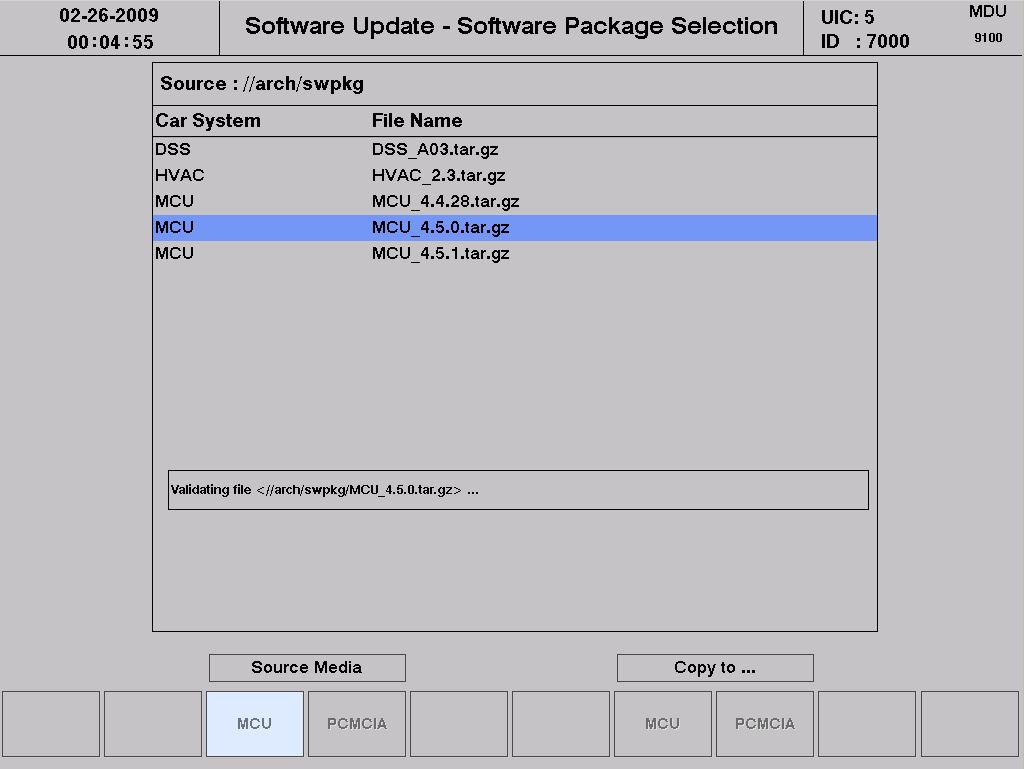 02-26-2009
00:04:55
Software Update - Software Package Selection
UIC: 5
ID : 7000
MDU
9100
Source : //arch/swpkg
Car System File Name
DSS DSS_A03.tar.gz
HVAC HVAC_2.3.tar.gz
MCU MCU_4.4.28.tar.gz
MCU MCU_4.5.0.tar.gz
MCU MCU_4.5.1.tar.gz
Validating file <//arch/swpkg/MCU_4.5.0.tar.gz> ...
Source Media Copy to ...
MCU PCMCIA MCU PCMCIA